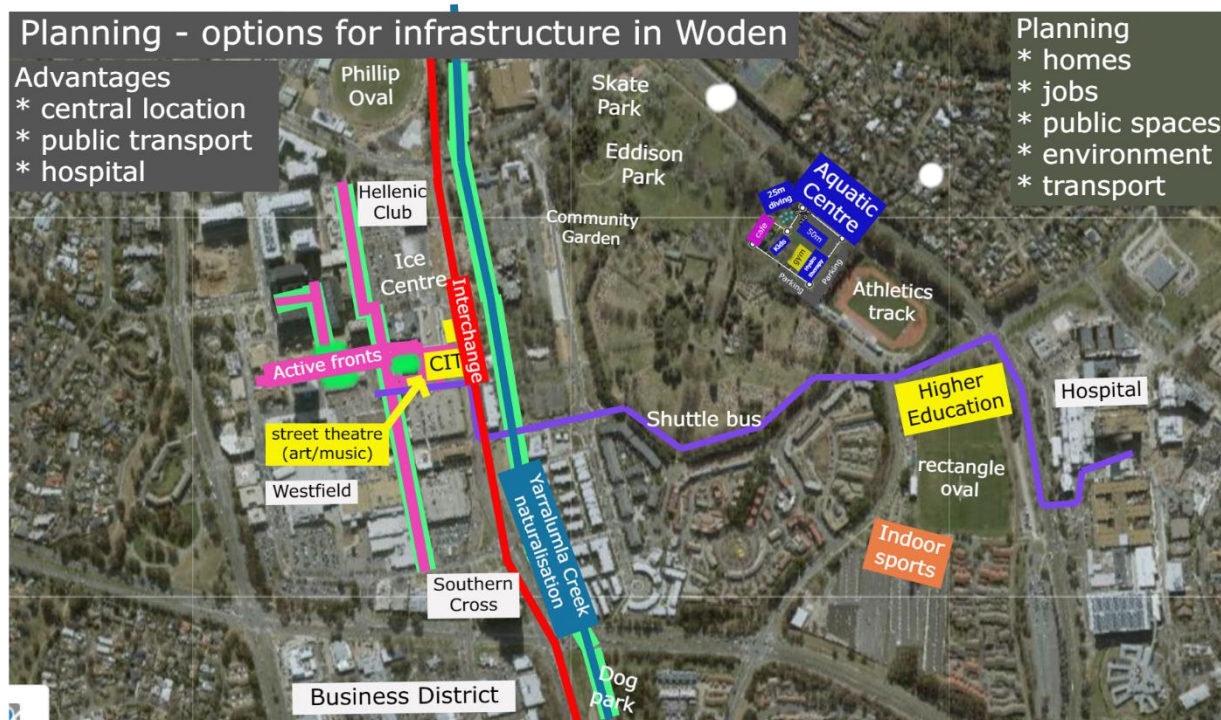 Planning - options for infrastructure in Woden
Advantages
* central location
* public transport
* hospital
Planning
* homes
* jobs
* public spaces
* environment
* transport
Phillip
Oval
Skate
Park
Eddison
Park
Hellenic
Club
Community
Garden
Ice
Centre
Interchange
Aquatic
Centre
25m
diving
cafe
50m
Kids
gym
Hydro
therapy
Parking
Parking
Athletics
track
Active fronts
CIT
street theatre
(art/music)
Westfield
Shuttle bus
Higher
Education
Hospital
rectangle
oval
Indoor
sports
Yarralumla Creek
naturalisation
Southern
Cross
Dog
park
Business District